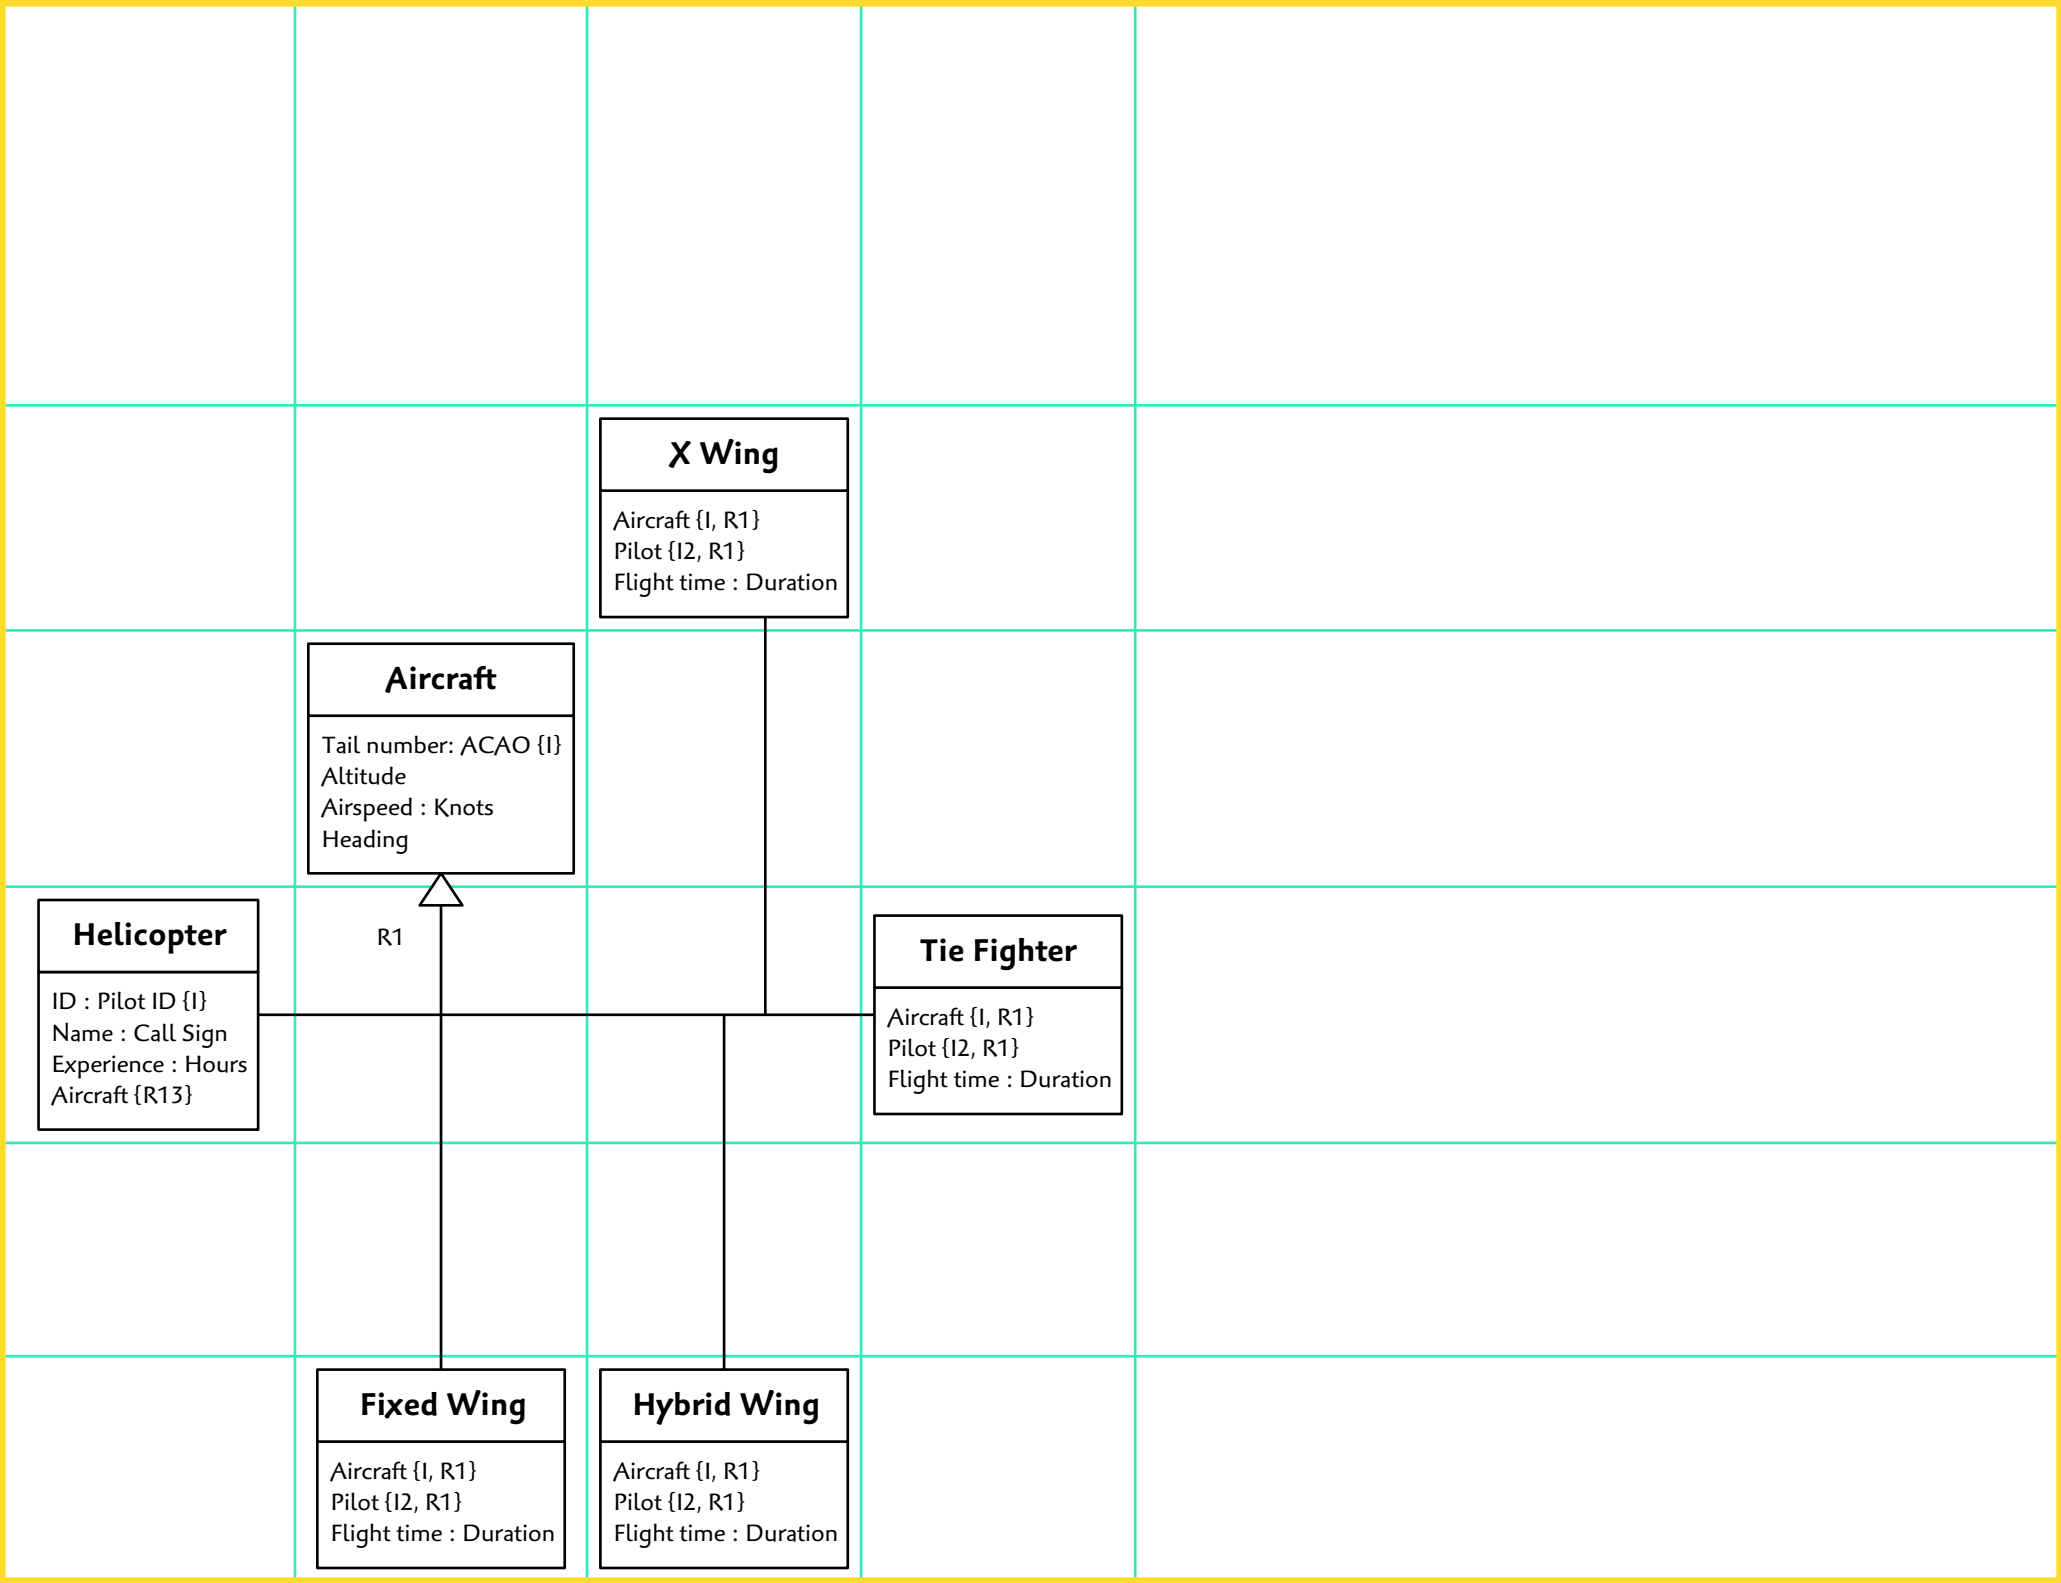 X Wing
Aircraft {I, R1}
Pilot {I2, R1}
Flight time : Duration
Aircraft
Tail number: ACAO {I}
Altitude
Airspeed : Knots
Heading
R1
Helicopter
ID : Pilot ID {I}
Name : Call Sign
Experience : Hours
Aircraft {R13}
Tie Fighter
Aircraft {I, R1}
Pilot {I2, R1}
Flight time : Duration
Fixed Wing
Aircraft {I, R1}
Pilot {I2, R1}
Flight time : Duration
Hybrid Wing
Aircraft {I, R1}
Pilot {I2, R1}
Flight time : Duration